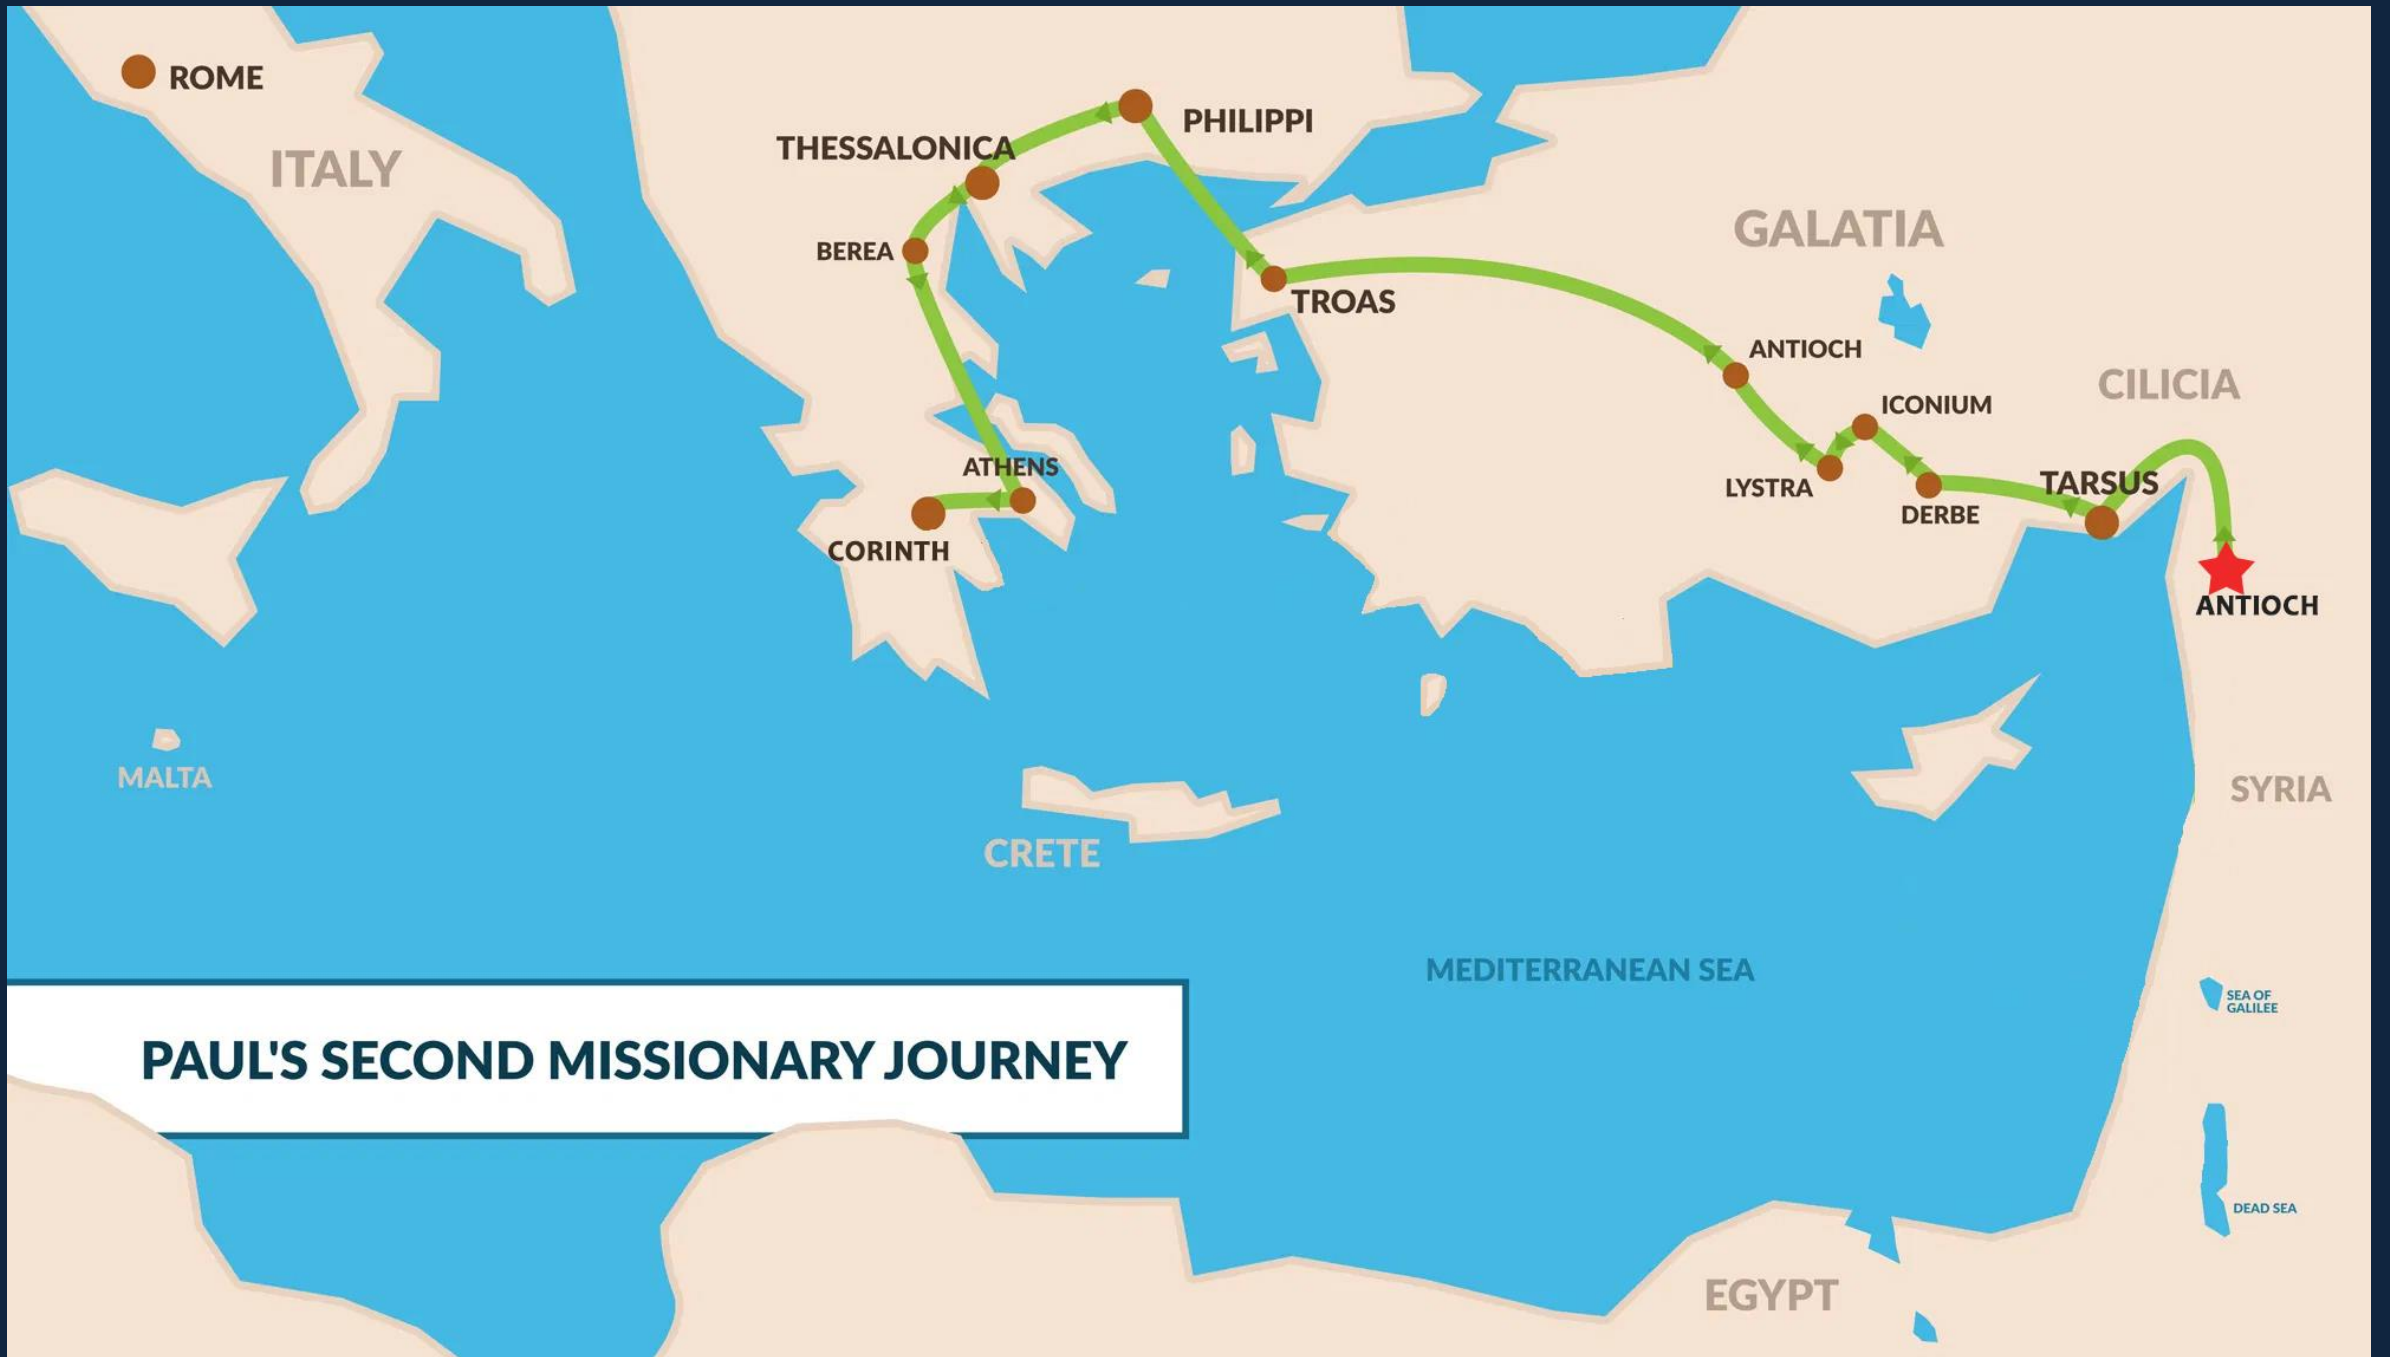 ROME
ITALY
PHILIPPI
THESSALONICA
BEREA
GALATIA
TROAS
ANTIOCH
CILICIA
ICONIUM
ATHENS
LYSTRA
TARSUS
DERBE
CORINTH
ANTIOCH
MALTA
SYRIA
CRETE
MEDITERRANEAN SEA
SEA OF
GALILEE
PAUL'S SECOND MISSIONARY JOURNEY
DEAD SEA
EGYPT